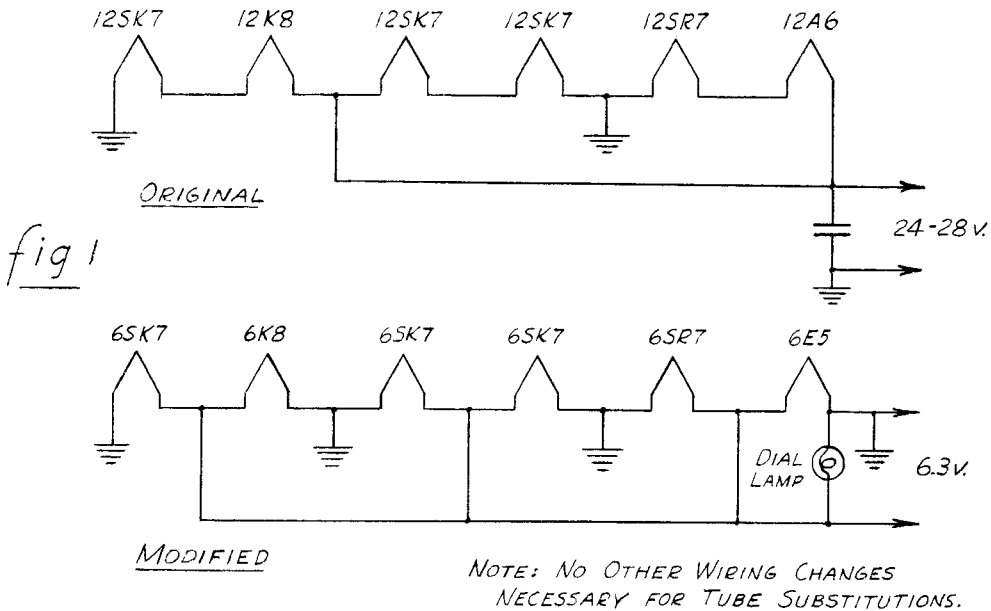 12SK7 12K8 12SK7 12SK7 12SR7 12A6
ORIGINAL
24-28V.
fig 1
6SK7 6K8 6SK7 6SK7 6SR7 6E5
DIAL
LAMP
6.3V.
MODIFIED
NOTE: NO OTHER WIRING CHANGES
NECESSARY FOR TUBE SUBSTITUTIONS.